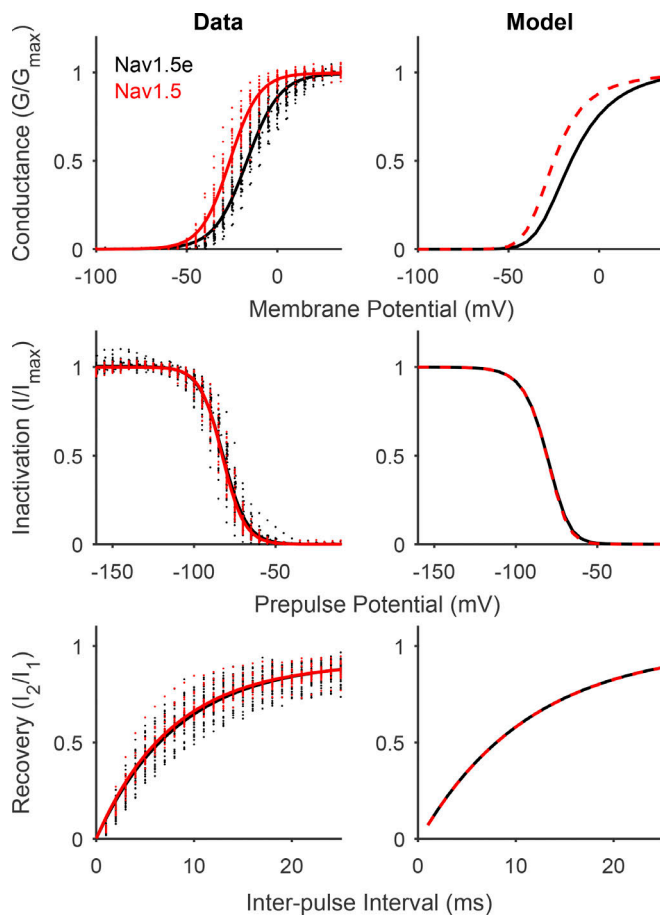 Data Model
Conductance (G/Gmax)
Nav1.5e
Nav1.5
1
0.5
0
-100 -50 0
-100 -50 0
1
0.5
0
Membrane Potential (mV)
Inactivation (I/Imax)
1
0.5
0
-150 -100 -50
1
0.5
0
-150 -100 -50
Prepulse Potential (mV)
Recovery (I2/I1)
1
0.5
0
0 10 20
1
0.5
0
0 10 20
Inter-pulse Interval (ms)